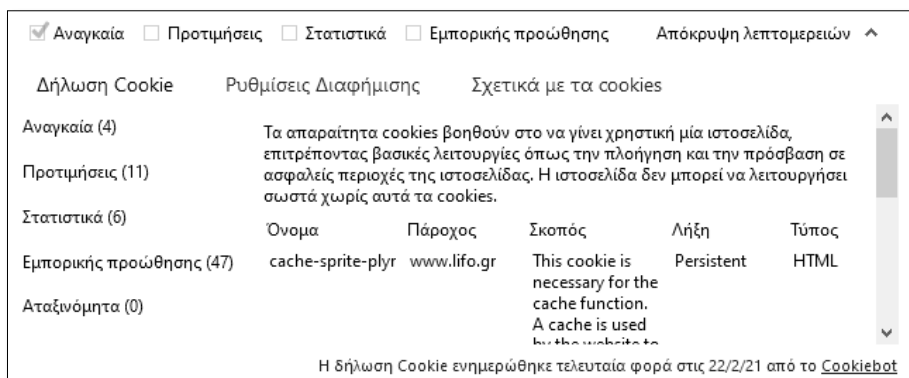 Αναγκαία Προτιμήσεις Στατιστικά Εμπορικής προώθησης Απόκρυψη λεπτομερειών
Δήλωση Cookie Ρυθμίσεις Διαφήμισης Σχετικά με τα cookies
Αναγκαία (4)
Προτιμήσεις (11)
Στατιστικά (6)
Εμπορικής προώθησης (47)
Αταξινόμητα (0)
Τα απαραίτητα cookies βοηθούν στο να γίνει χρηστική μία ιστοσελίδα,
επιτρέποντας βασικές λειτουργίες όπως την πλοήγηση και την πρόσβαση σε
ασφαλείς περιοχές της ιστοσελίδας. Η ιστοσελίδα δεν μπορεί να λειτουργήσει
σωστά χωρίς αυτά τα cookies.
Όνομα Πάροχος Σκοπός Λήξη Τύπος
cache-sprite-plyr www.lifo.gr This cookie is Persistent HTML
necessary for the
cache function.
A cache is used
by the website to
Η δήλωση Cookie ενημερώθηκε τελευταία φορά στις 22/2/21 από το Cookiebot